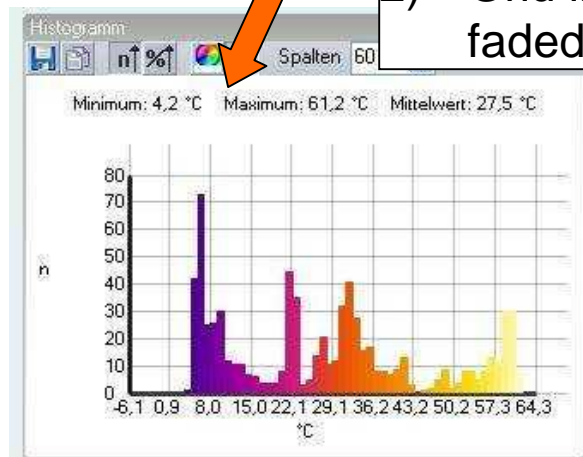 Histogramm
2)
faded
n↑ %↑ Spalten 60
Minimum: 4,2 °C Maximum: 61,2 °C Mittelwert: 27,5 °C
80
70
60
50
n
40
30
20
10
0
-6,1 0,9 8,0 15,0 22,1 29,1 36,2 43,2 50,2 57,3 64,3
°C